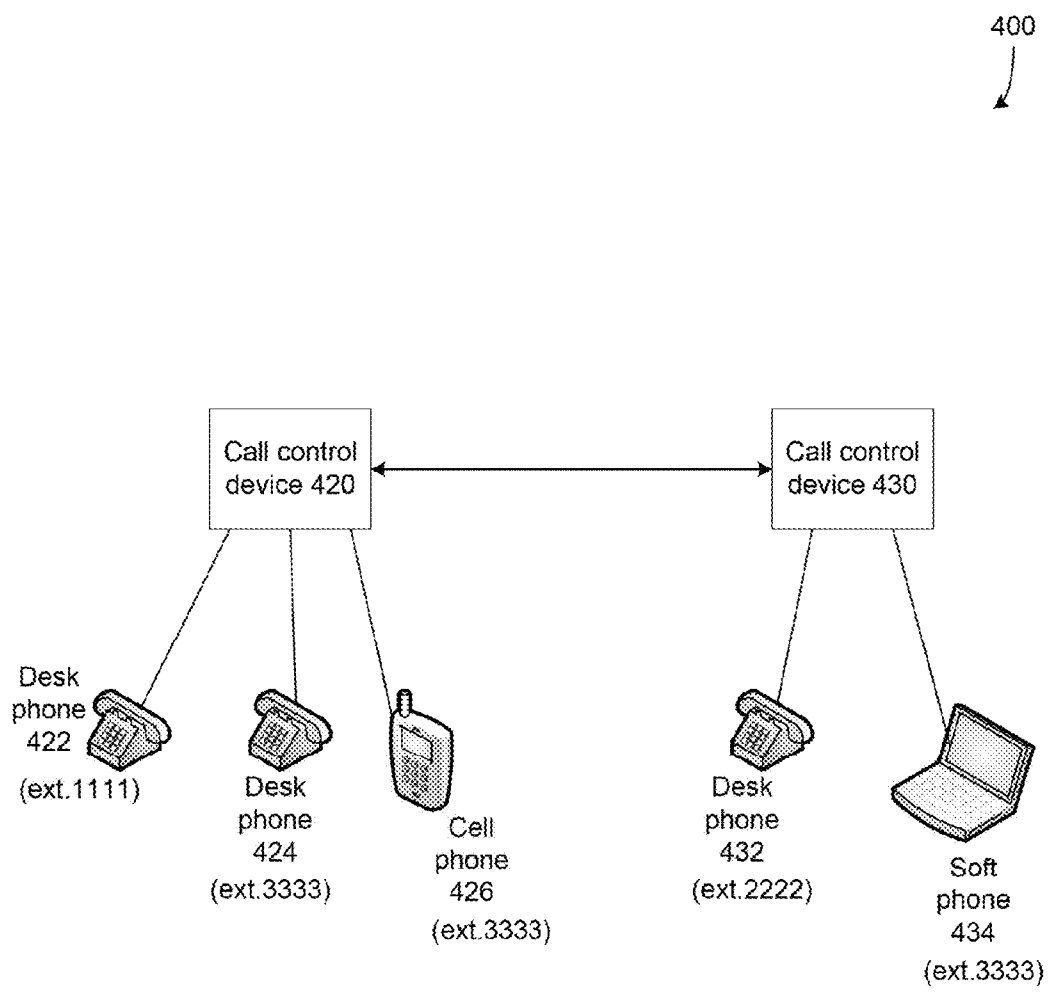 400
Call control
device 420
Call control
device 430
Desk
phone
422
(ext.1111)
Desk
phone
424
(ext.3333)
Cell
phone
426
(ext.3333)
Desk
phone
432
(ext.2222)
Soft
phone
434
(ext.3333)